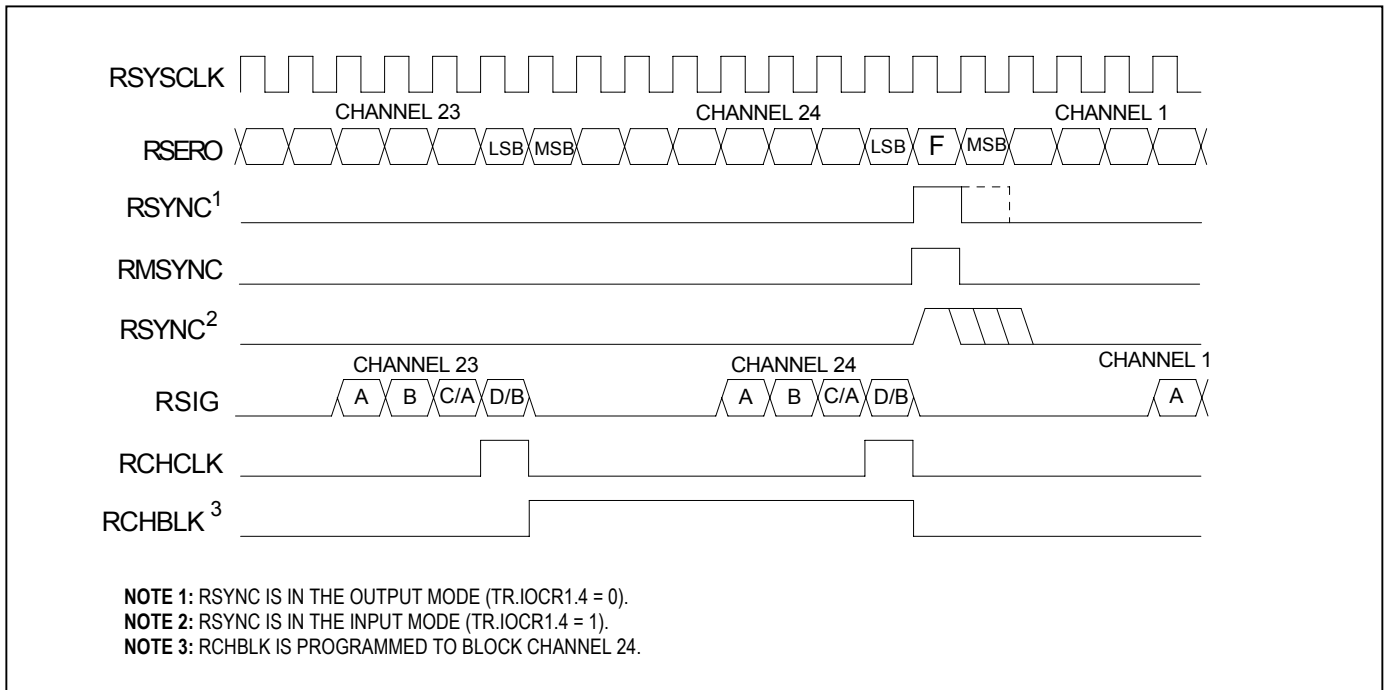 RSYSCLK
CHANNEL 23 CHANNEL 24 CHANNEL 1
RSERO LSB MSB LSB F MSB
RSYNC1
RMSYNC
RSYNC2
CHANNEL 23 CHANNEL 24 CHANNEL 1
RSIG A B C/A D/B A B C/A D/B A
RCHCLK
RCHBLK 3
NOTE 1: RSYNC IS IN THE OUTPUT MODE (TR.IOCR1.4 = 0).
NOTE 2: RSYNC IS IN THE INPUT MODE (TR.IOCR1.4 = 1).
NOTE 3: RCHBLK IS PROGRAMMED TO BLOCK CHANNEL 24.